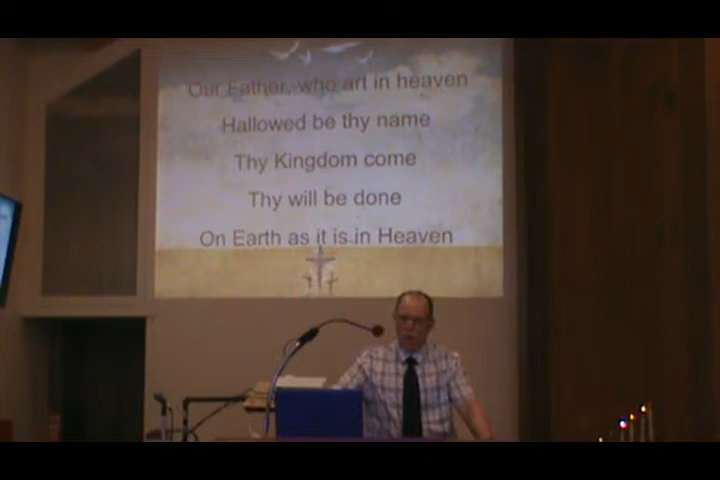 Our Father, who art in heaven
Hallowed be thy name
Thy Kingdom come
Thy will be done
On Earth as it is in Heaven